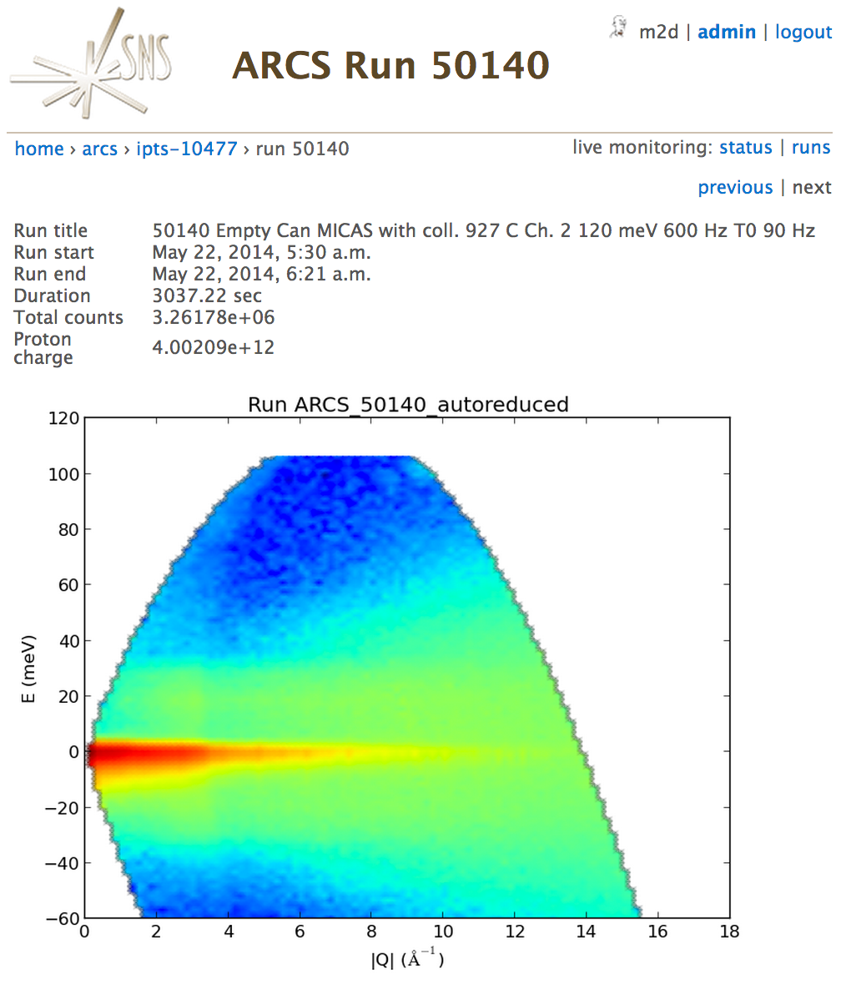 SNS
m2d | admin | logout
ARCS Run 50140
home › arcs › ipts-10477 › run 50140
live monitoring: status | runs
previous | next
Run title 50140 Empty Can MICAS with coll. 927 C Ch. 2 120 meV 600 Hz T0 90 Hz
Run start May 22, 2014, 5:30 a.m.
Run end May 22, 2014, 6:21 a.m.
Duration 3037.22 sec
Total counts 3.26178e+06
Proton
charge 4.00209e+12
Run ARCS_50140_autoreduced
120
100
80
60
40
20
0
−20
−40
−60
E (meV)
0 2 4 6 8 10 12 14 16 18
|Q| (Å⁻¹)